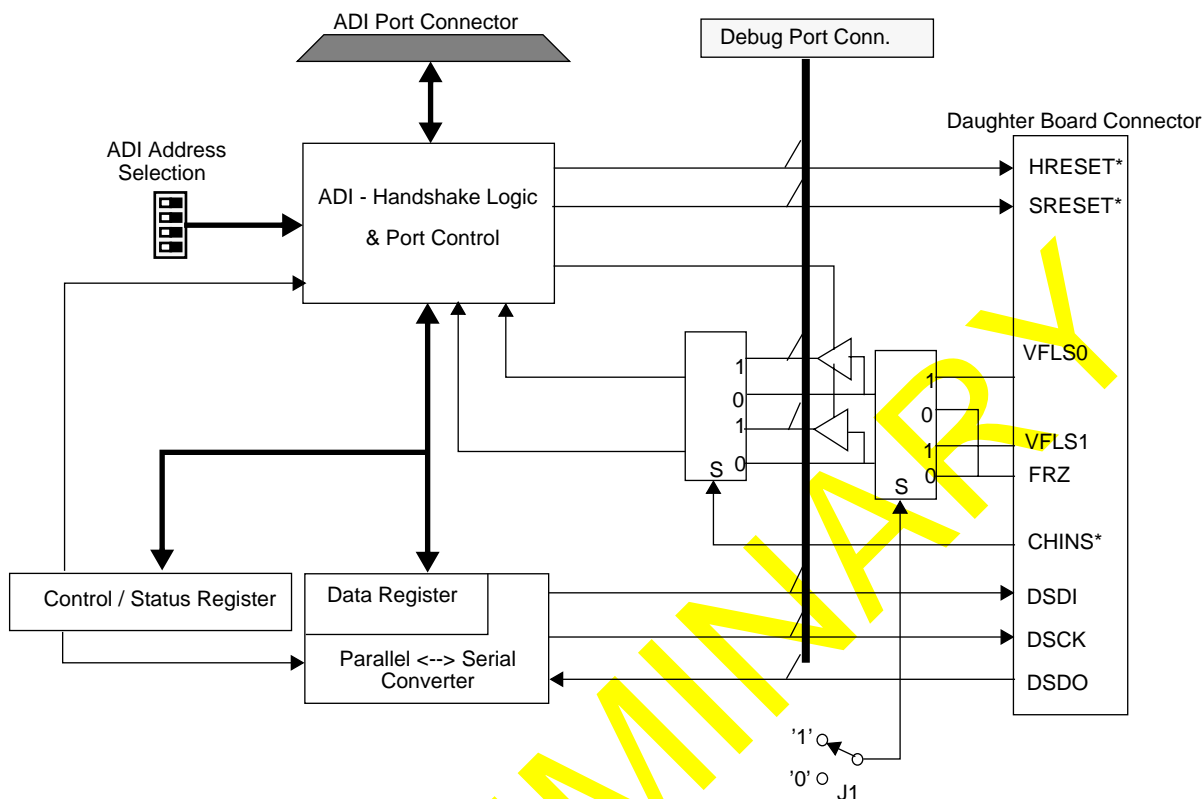 ADI Port Connector
Debug Port Conn.
Daughter Board Connector
ADI Address
Selection
ADI - Handshake Logic
& Port Control
HRESET*
SRESET*
VFLS0
1
0
1
0
S
1
0
1
0
S
VFLS1
FRZ
CHINS*
Control / Status Register
Data Register
Parallel <--> Serial
Converter
DSDI
DSCK
DSDO
'1'
'0'
J1
MINARY